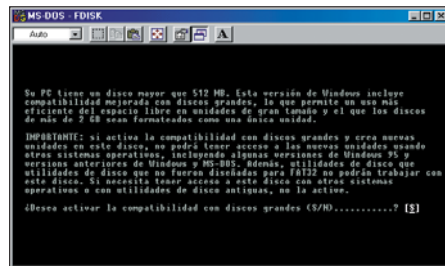 MS-DOS - FDISK
Auto
A
Su PC tiene un disco mayor que 512 MB. Esta versión de Windows incluye
compatibilidad mejorada con discos grandes, lo que permite un uso más
eficiente del espacio libre en unidades de gran tamaño y el que los discos
de más de 2 GB sean formateados como una única unidad.
IMPORTANTE: si activa la compatibilidad con discos grandes y crea nuevas
unidades en este disco, no podrá tener acceso a las nuevas unidades usando
otros sistemas operativos, incluyendo algunas versiones de Windows 95 y
versiones anteriores de Windows y MS-DOS. Además, utilidades de disco que
utilidades de disco que no fueron diseñadas para FAT32 no podrán trabajar con
este disco. Si necesita tener acceso a este disco con otros sistemas
operativos o con utilidades de disco antiguas, no la active.
¿Desea activar la compatibilidad con discos grandes (S/N)...........? [S]